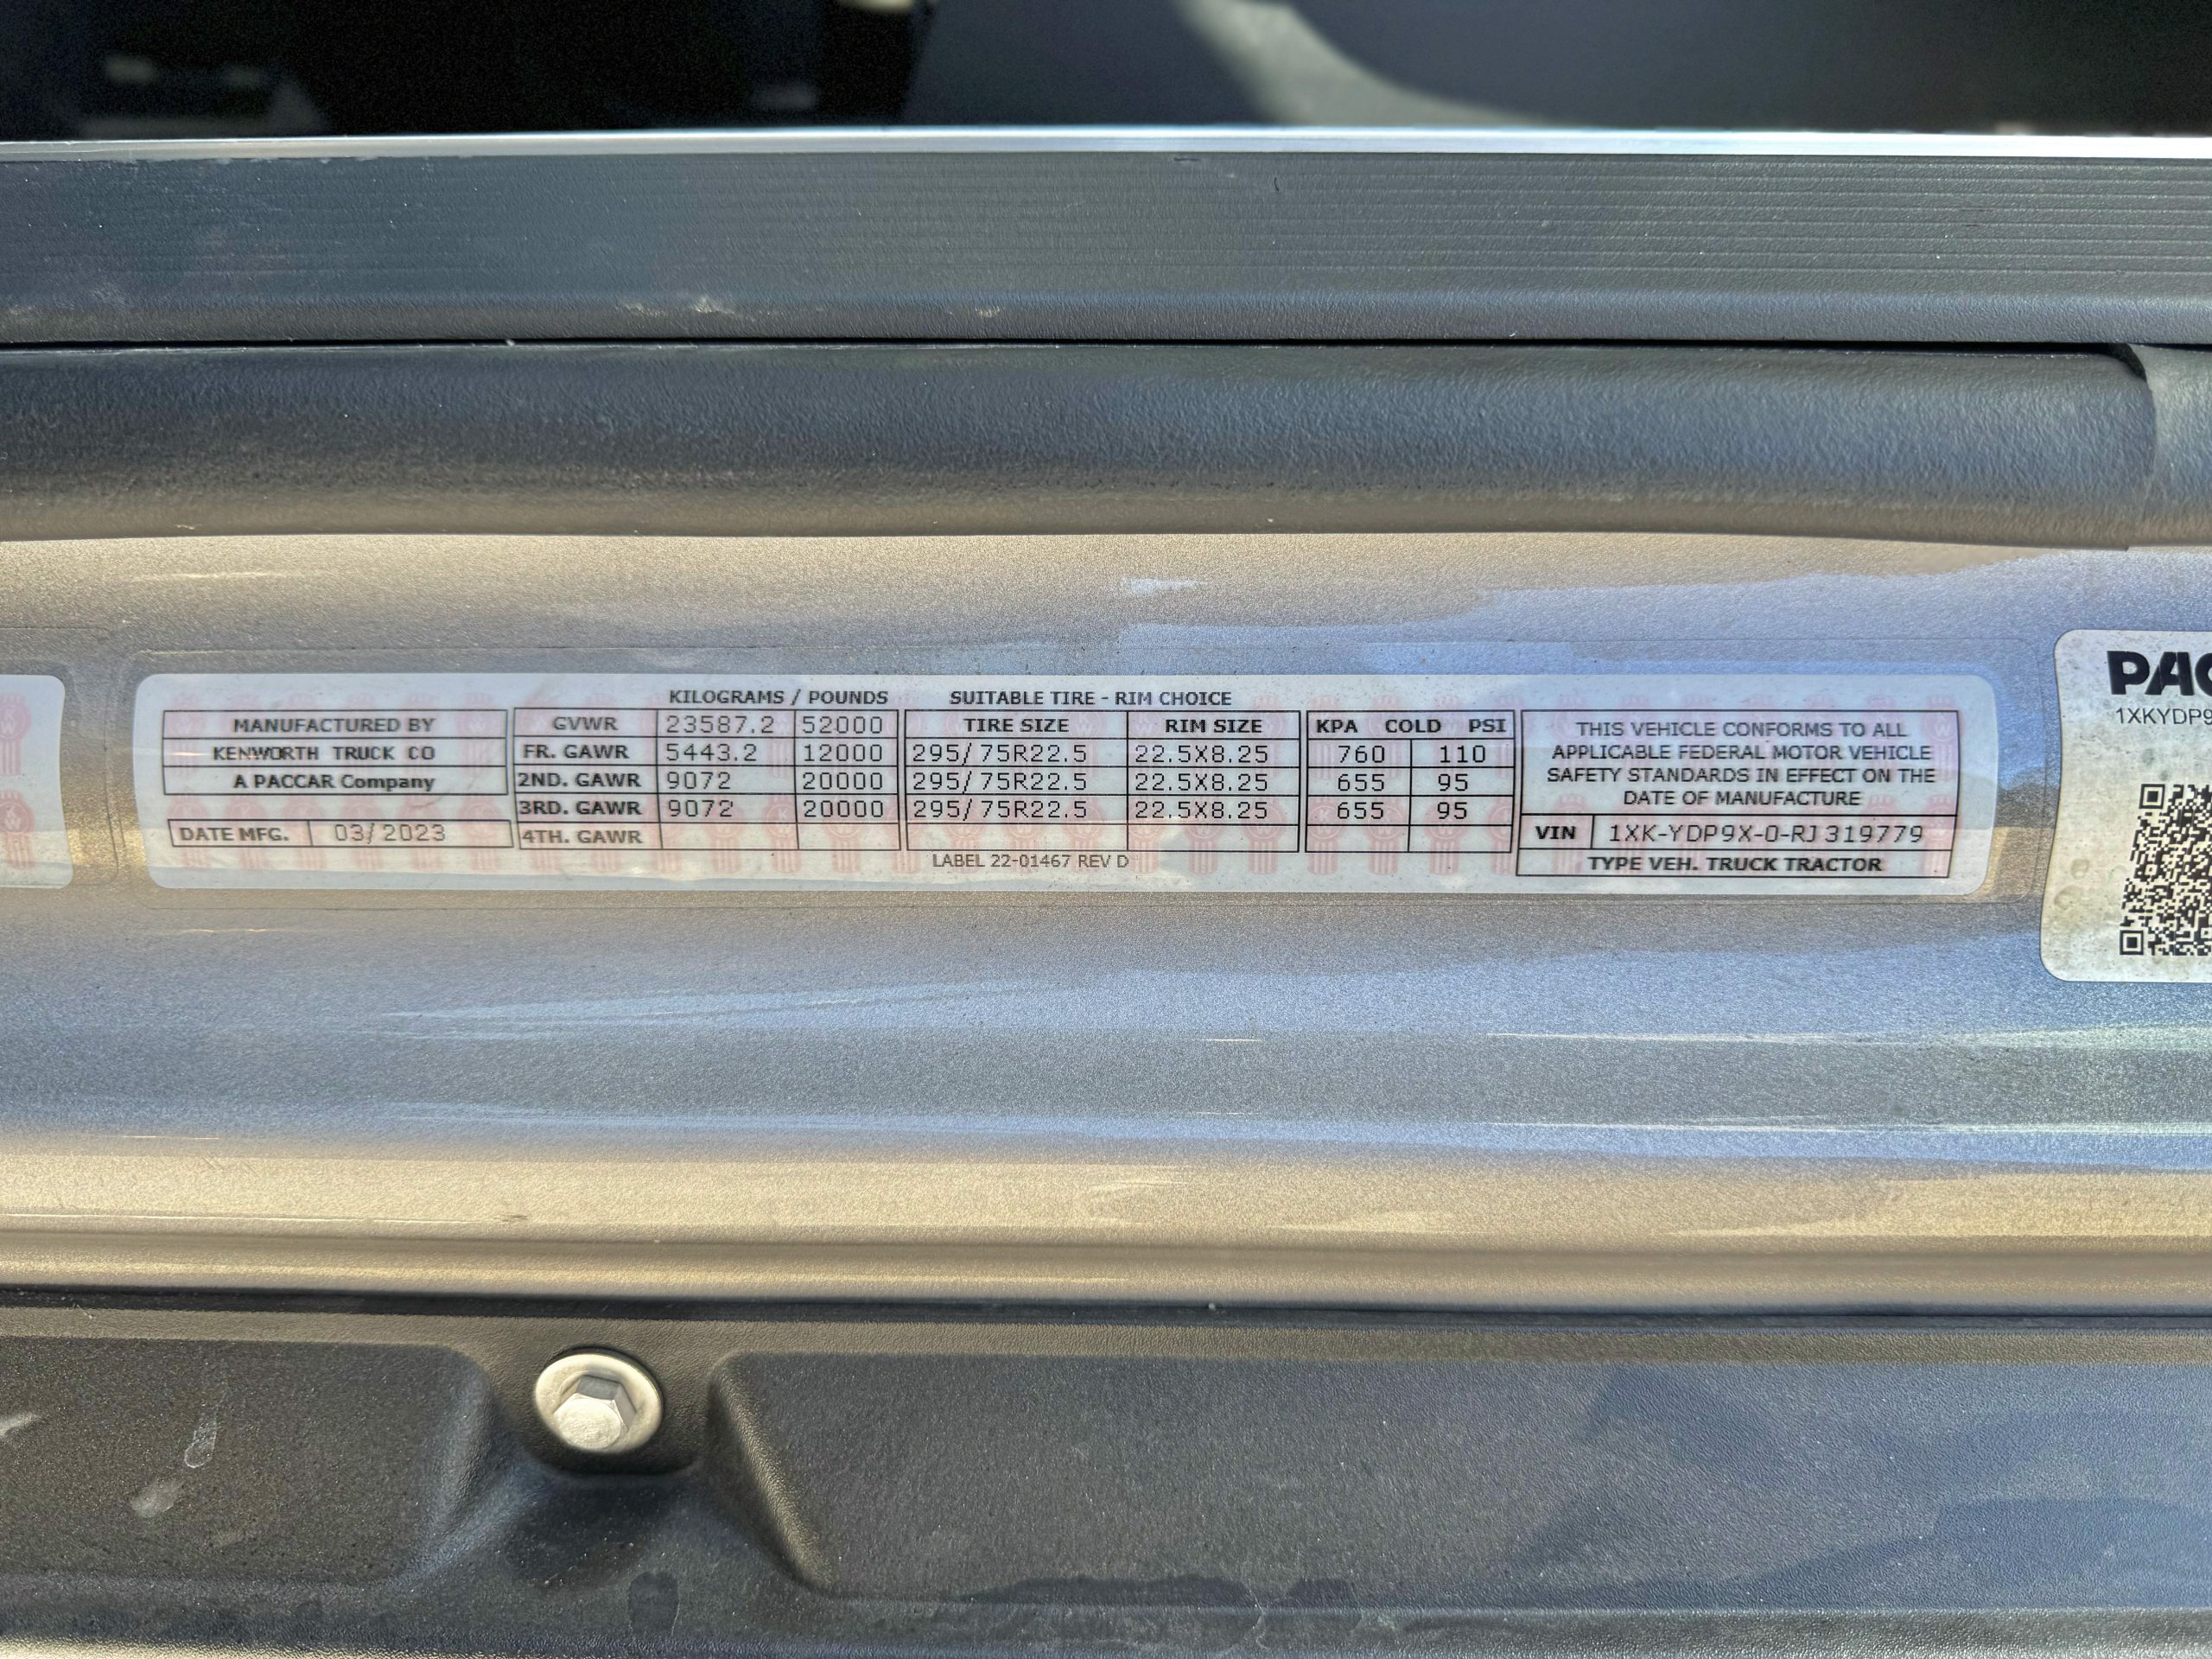 KILOGRAMS / POUNDS SUITABLE TIRE - RIM CHOICE
MANUFACTURED BY GVWR 23587.2 52000 TIRE SIZE RIM SIZE KPA COLD PSI
KENWORTH TRUCK CO FR. GAWR 5443.2 12000 295/75R22.5 22.5X8.25 760 110
A PACCAR Company 2ND. GAWR 9072 20000 295/75R22.5 22.5X8.25 655 95
3RD. GAWR 9072 20000 295/75R22.5 22.5X8.25 655 95
DATE MFG. 03/2023 4TH. GAWR
LABEL 22-01467 REV D
THIS VEHICLE CONFORMS TO ALL
APPLICABLE FEDERAL MOTOR VEHICLE
SAFETY STANDARDS IN EFFECT ON THE
DATE OF MANUFACTURE
VIN 1XK-YDP9X-0-RJ319779
TYPE VEH. TRUCK TRACTOR
PAC
1XKYDP9